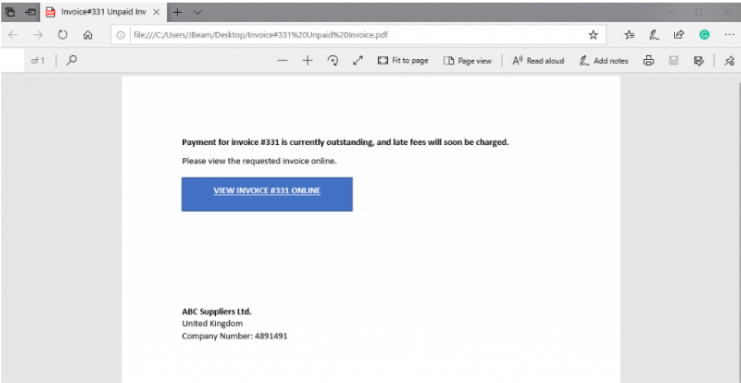 Invoice#331 Unpaid Inv
file:///C:/Users/JBeam/Desktop/Invoice#331%20Unpaid%20Invoice.pdf
of 1
Fit to page
Page view
Read aloud
Add notes
Payment for invoice #331 is currently outstanding, and late fees will soon be charged.
Please view the requested invoice online.
VIEW INVOICE #331 ONLINE
ABC Suppliers Ltd.
United Kingdom
Company Number: 4891491